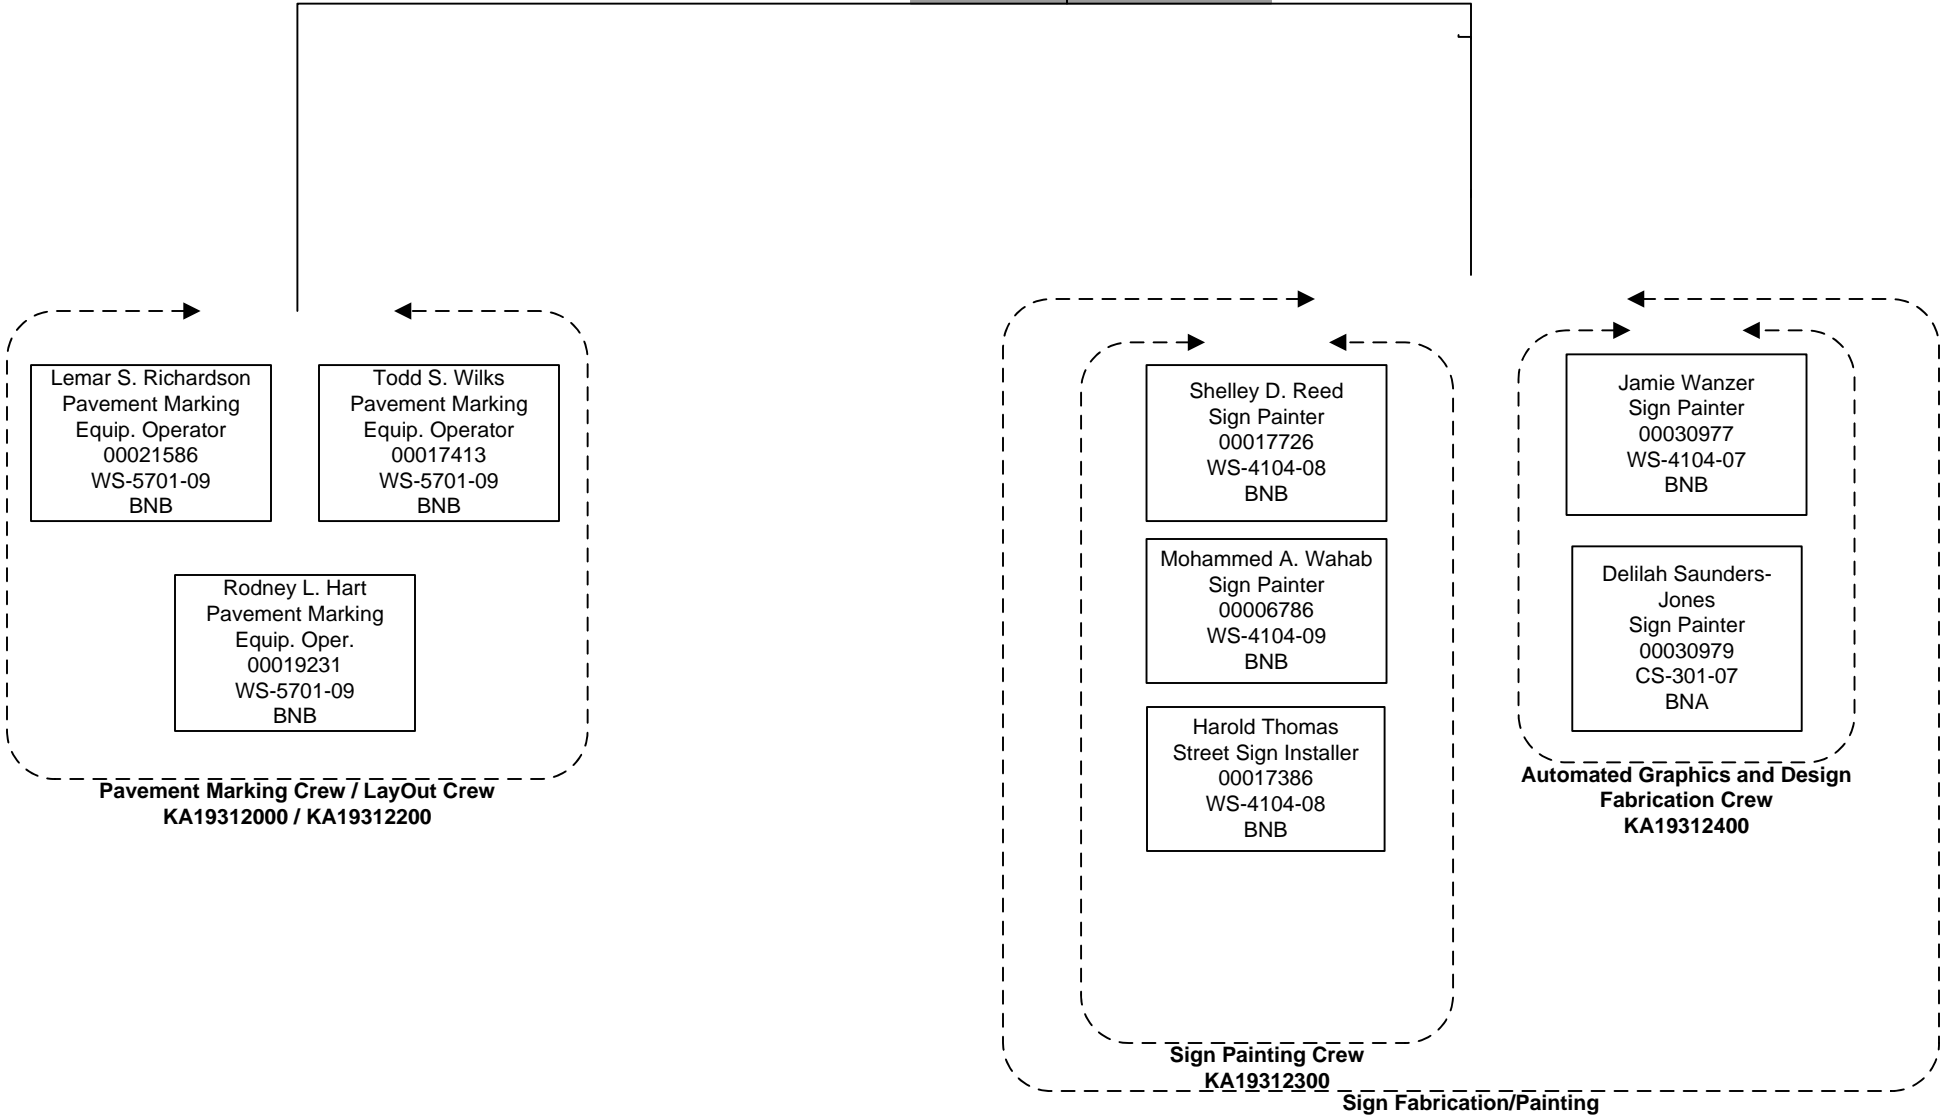 Lemar S. Richardson
Pavement Marking
Equip. Operator
00021586
WS-5701-09
BNB
Todd S. Wilks
Pavement Marking
Equip. Operator
00017413
WS-5701-09
BNB
Rodney L. Hart
Pavement Marking
Equip. Oper.
00019231
WS-5701-09
BNB
Pavement Marking Crew / LayOut Crew
KA19312000 / KA19312200
Shelley D. Reed
Sign Painter
00017726
WS-4104-08
BNB
Mohammed A. Wahab
Sign Painter
00006786
WS-4104-09
BNB
Harold Thomas
Street Sign Installer
00017386
WS-4104-08
BNB
Sign Painting Crew
KA19312300
Jamie Wanzer
Sign Painter
00030977
WS-4104-07
BNB
Delilah Saunders-
Jones
Sign Painter
00030979
CS-301-07
BNA
Automated Graphics and Design
Fabrication Crew
KA19312400
Sign Fabrication/Painting